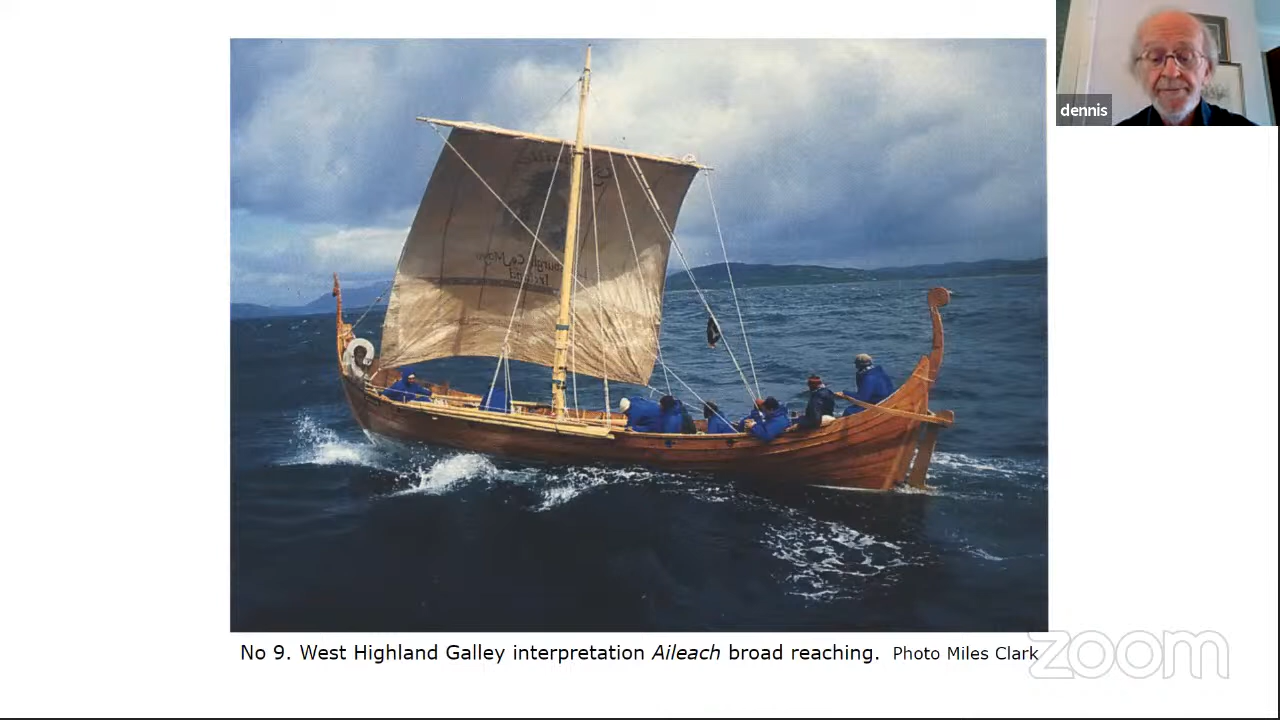 dennis
No 9. West Highland Galley interpretation Aileach broad reaching. Photo Miles Clark
zoom